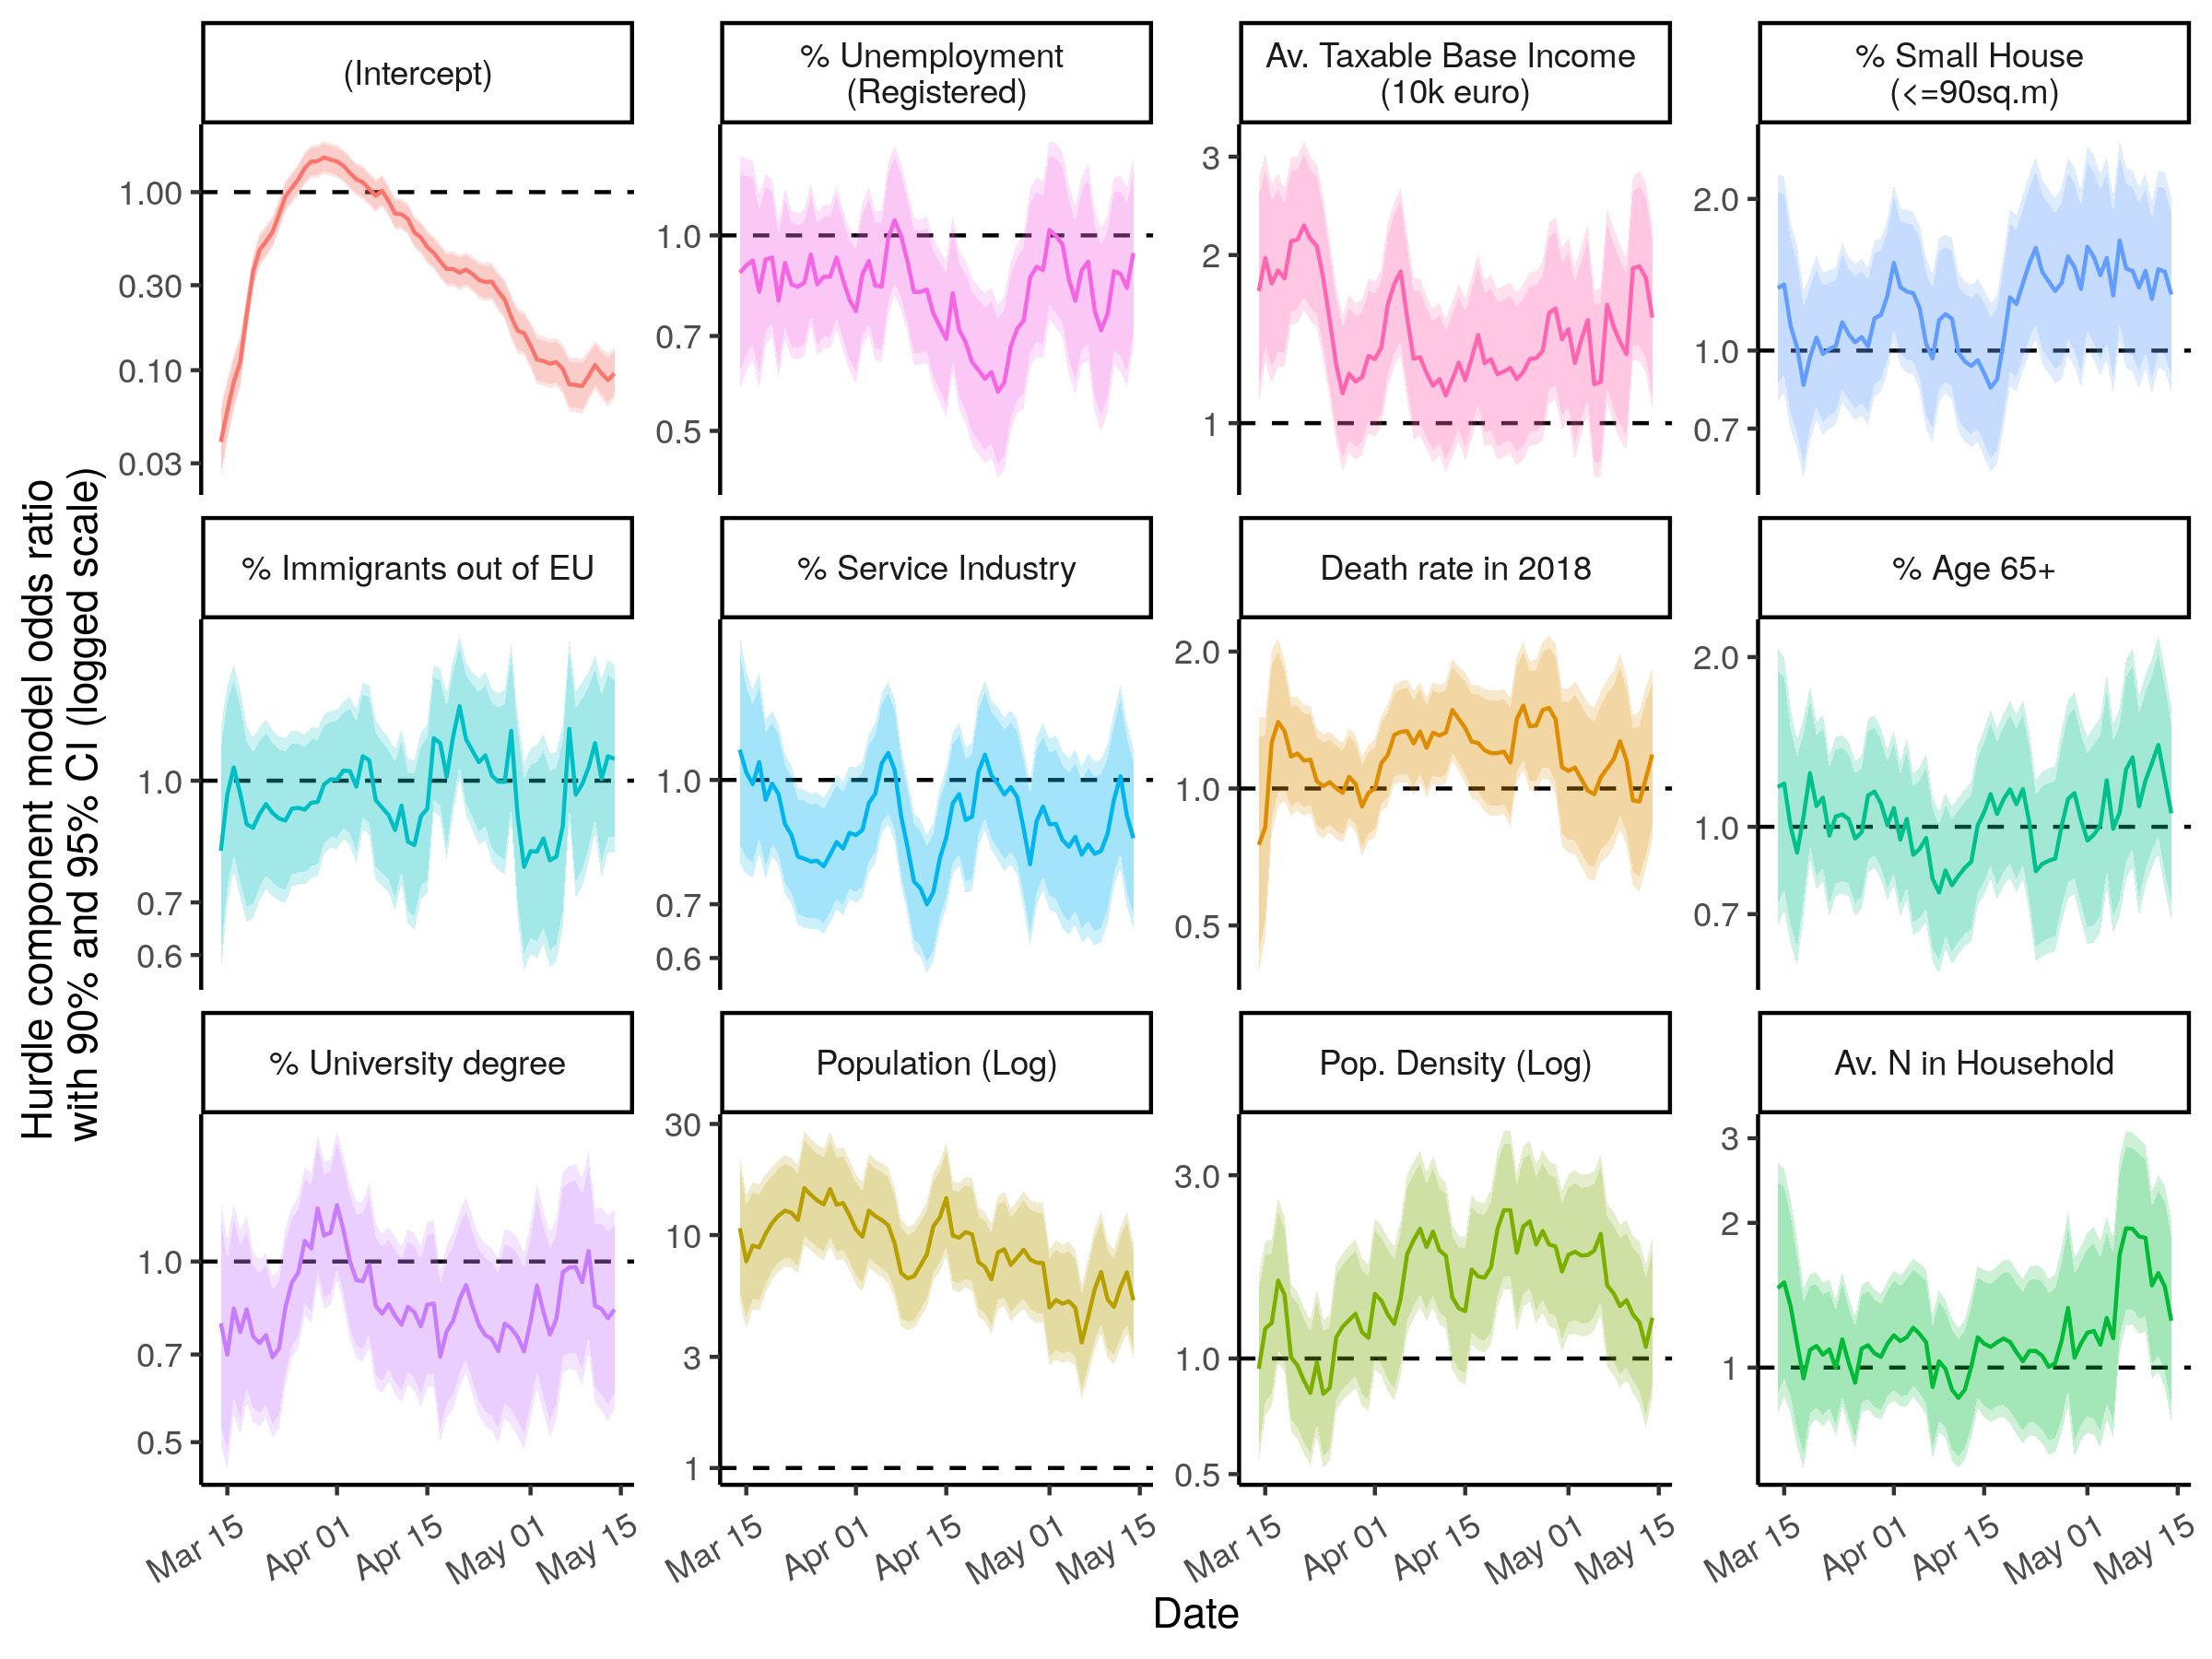 (Intercept)
% Unemployment
(Registered)
Av. Taxable Base Income
(10k euro)
% Small House
(<=90sq.m)
1.00
0.30
0.10
0.03
1.0
0.7
0.5
3
2
1
2.0
1.0
0.7
% Immigrants out of EU
% Service Industry
Death rate in 2018
% Age 65+
1.0
0.7
0.6
1.0
0.7
0.6
2.0
1.0
0.5
2.0
1.0
0.7
% University degree
Population (Log)
Pop. Density (Log)
Av. N in Household
1.0
0.7
0.5
30
10
3
1
3.0
1.0
0.5
3
2
1
Mar 15
Apr 01
Apr 15
May 01
May 15
Mar 15
Apr 01
Apr 15
May 01
May 15
Mar 15
Apr 01
Apr 15
May 01
May 15
Mar 15
Apr 01
Apr 15
May 01
May 15
Date
Hurdle component model odds ratio
with 90% and 95% CI (logged scale)